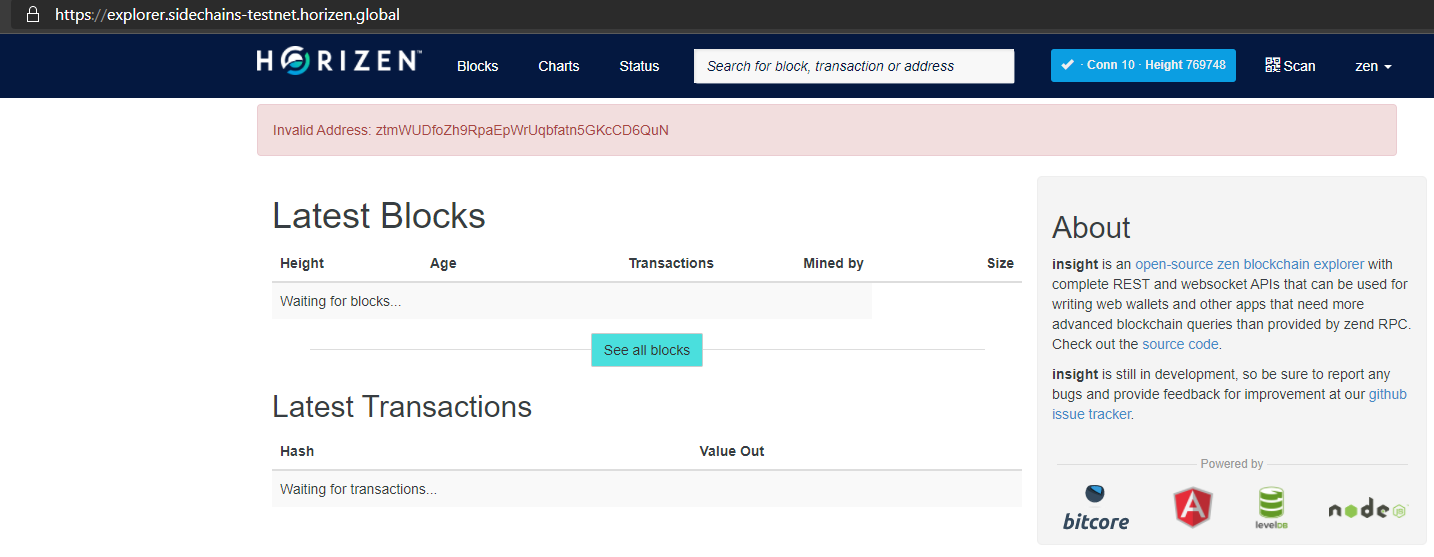 https://explorer.sidechains-testnet.horizen.global
HORIZEN™ Blocks Charts Status Search for block, transaction or address ✔ · Conn 10 · Height 769748 Scan zen
Invalid Address: ztmWUDfoZh9RpaEpWrUqbfatn5GKcCD6QuN
Latest Blocks
Height Age Transactions Mined by Size
Waiting for blocks...
See all blocks
Latest Transactions
Hash Value Out
Waiting for transactions...
About
insight is an open-source zen blockchain explorer with
complete REST and websocket APIs that can be used for
writing web wallets and other apps that need more
advanced blockchain queries than provided by zend RPC.
Check out the source code.
insight is still in development, so be sure to report any
bugs and provide feedback for improvement at our github
issue tracker.
Powered by
bitcore levelDB node JS